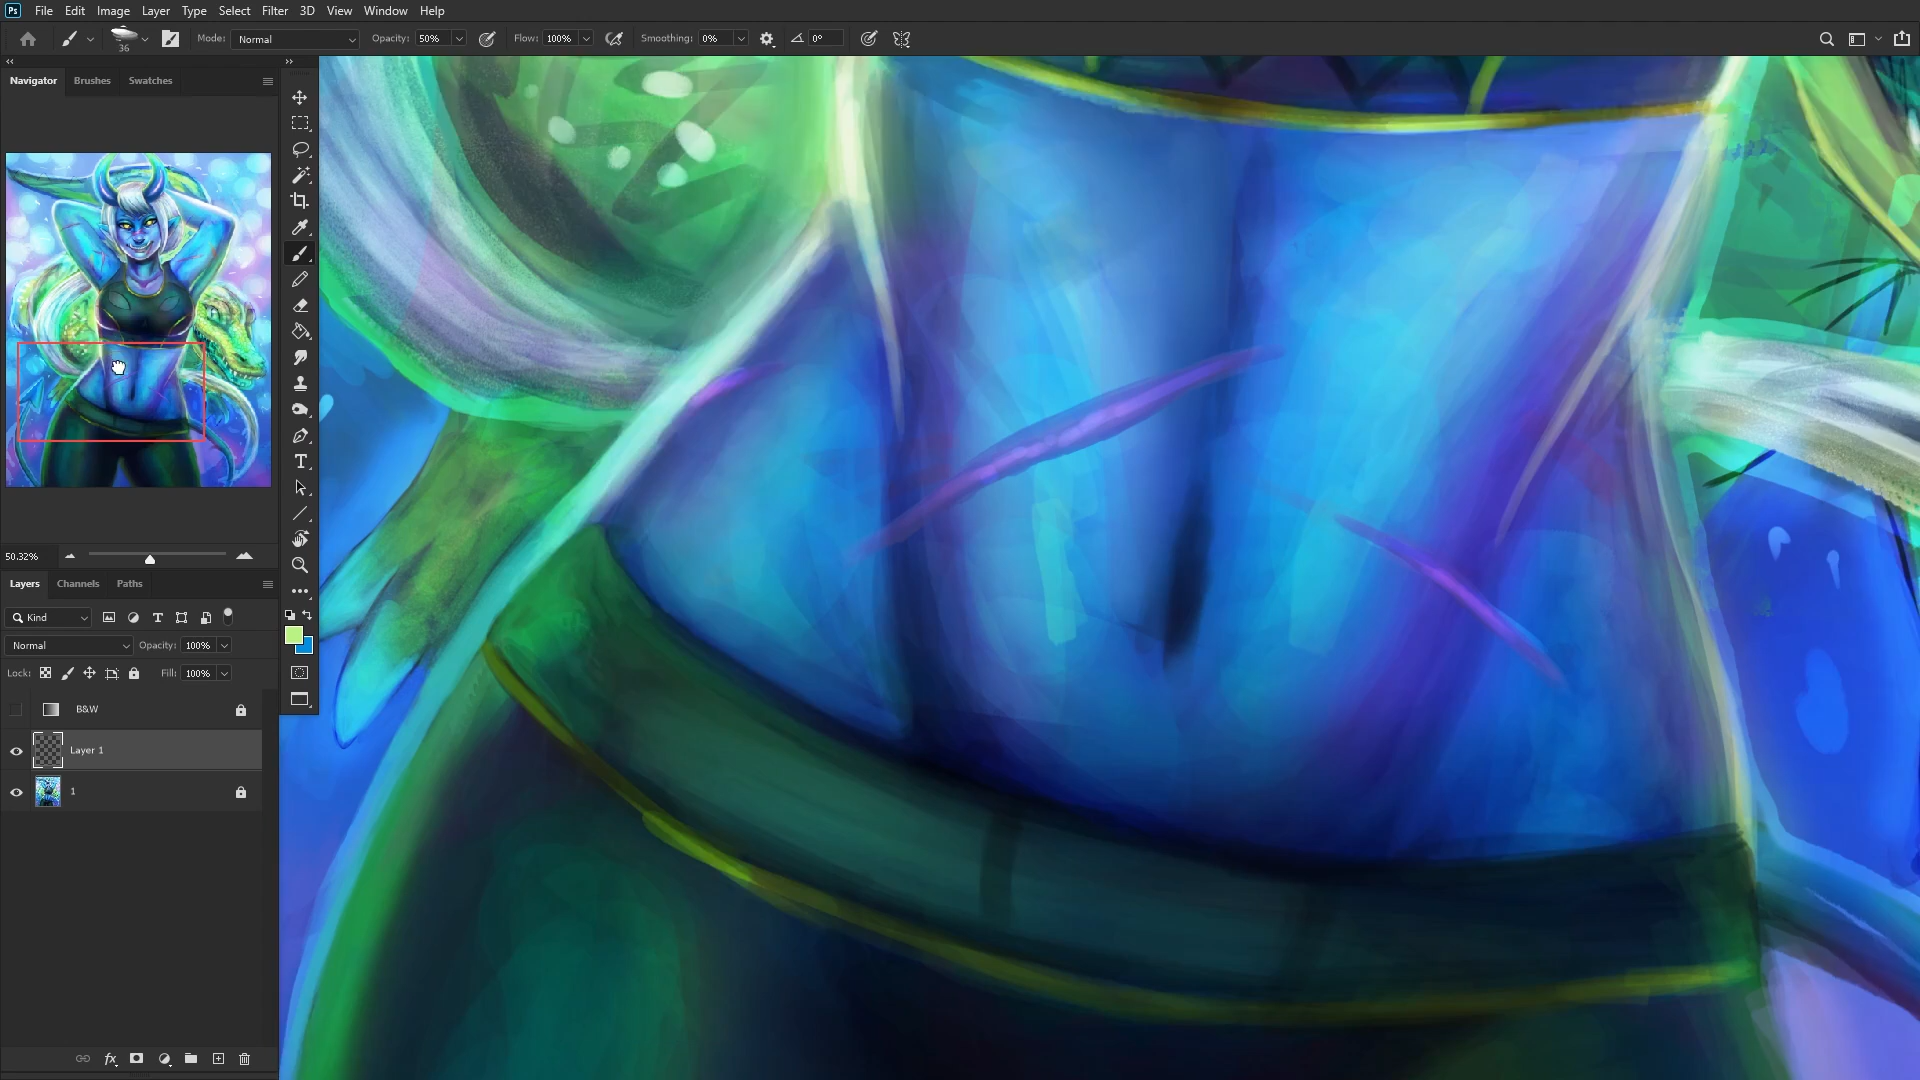 Ps File Edit Image Layer Type Select Filter 3D View Window Help
36 Mode: Normal Opacity: 50% Flow: 100% Smoothing: 0% 0°
Navigator Brushes Swatches
50.32%
Layers Channels Paths
Kind
Normal Opacity: 100%
Lock: Fill: 100%
B&W
Layer 1
1
fx